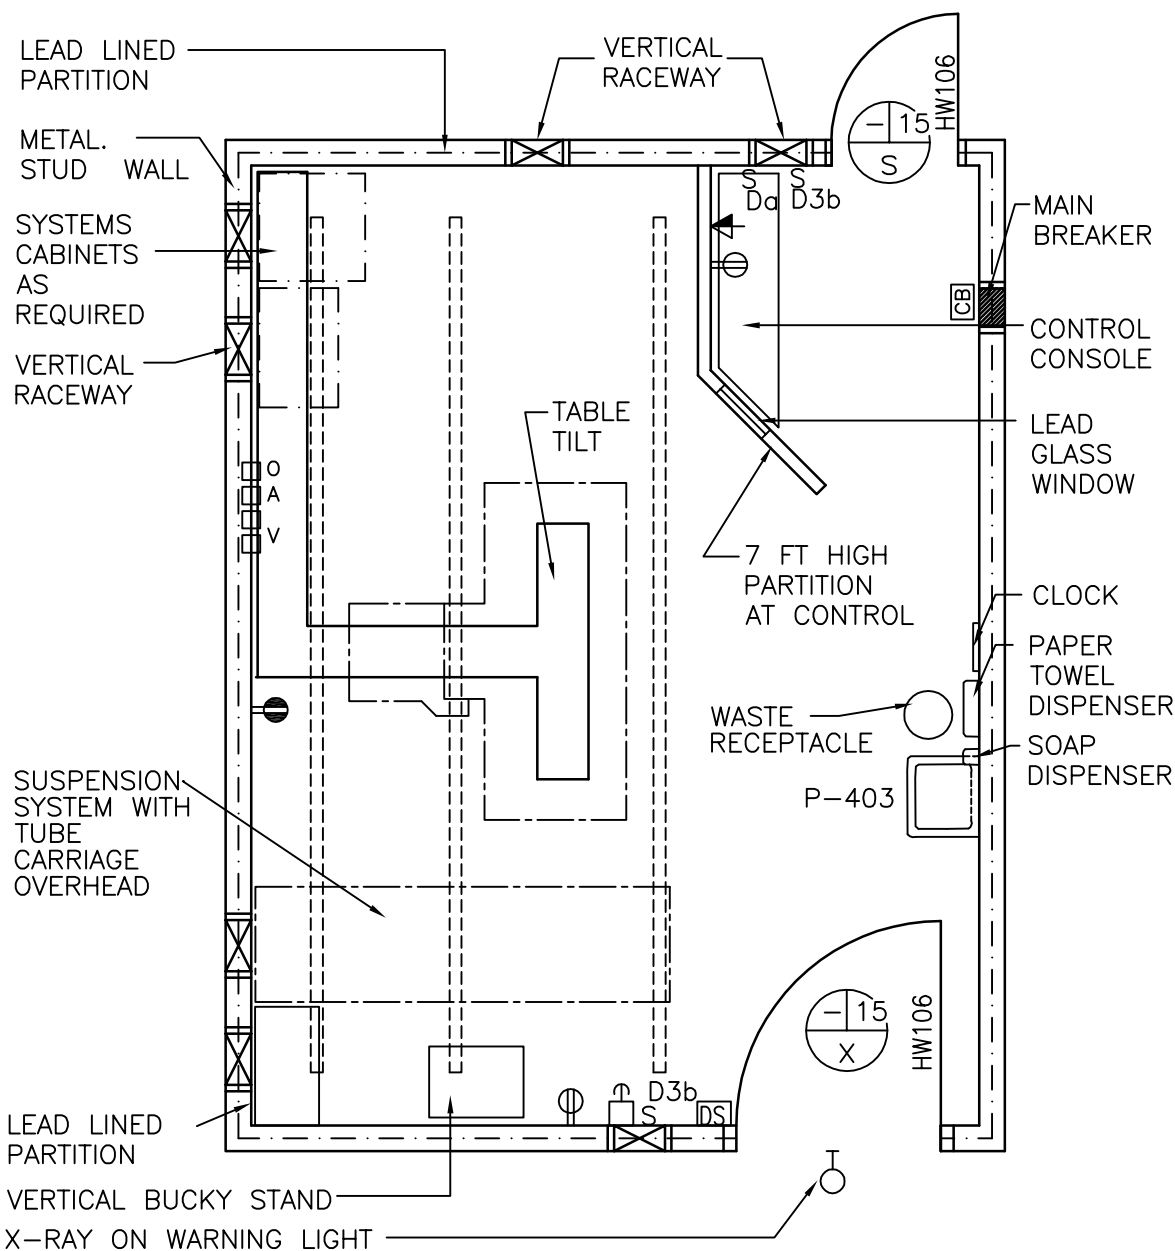 LEAD LINED
PARTITION
VERTICAL
RACEWAY
HW106
– 15
S
METAL.
STUD WALL
S S
Da D3b
MAIN
BREAKER
SYSTEMS
CABINETS
AS
REQUIRED
CB
CONTROL
CONSOLE
VERTICAL
RACEWAY
TABLE
TILT
LEAD
GLASS
WINDOW
O
A
V
7 FT HIGH
PARTITION
AT CONTROL
CLOCK
PAPER
TOWEL
DISPENSER
WASTE
RECEPTACLE
SOAP
DISPENSER
P–403
SUSPENSION
SYSTEM WITH
TUBE
CARRIAGE
OVERHEAD
– 15
X
HW106
D3b
S
DS
LEAD LINED
PARTITION
VERTICAL BUCKY STAND
X–RAY ON WARNING LIGHT